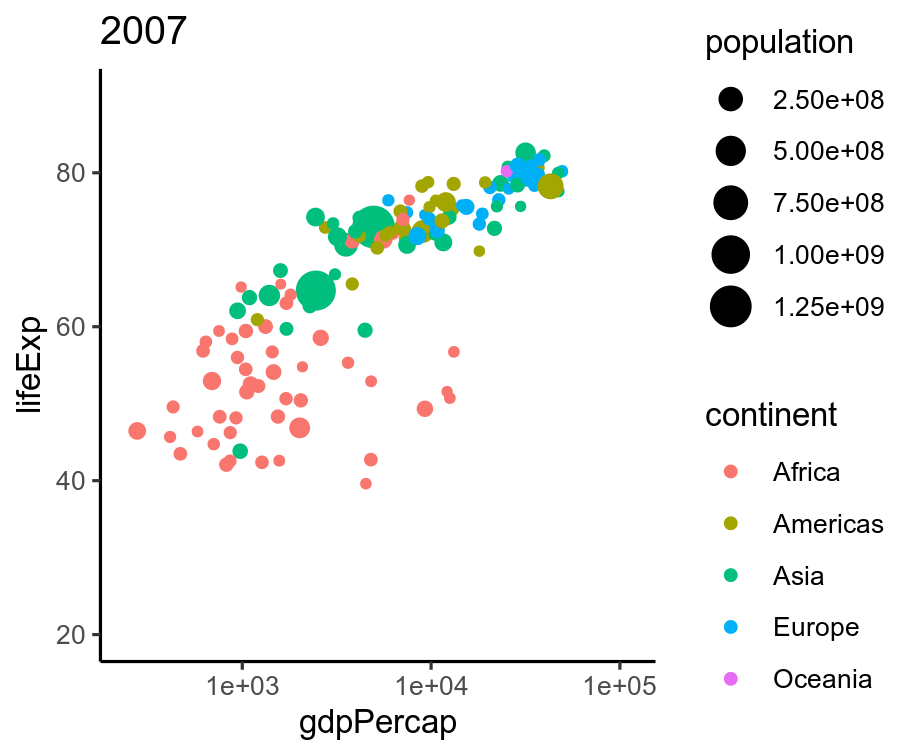 2007
lifeExp
80
60
40
20
1e+03
1e+04
1e+05
gdpPercap
population
2.50e+08
5.00e+08
7.50e+08
1.00e+09
1.25e+09
continent
Africa
Americas
Asia
Europe
Oceania